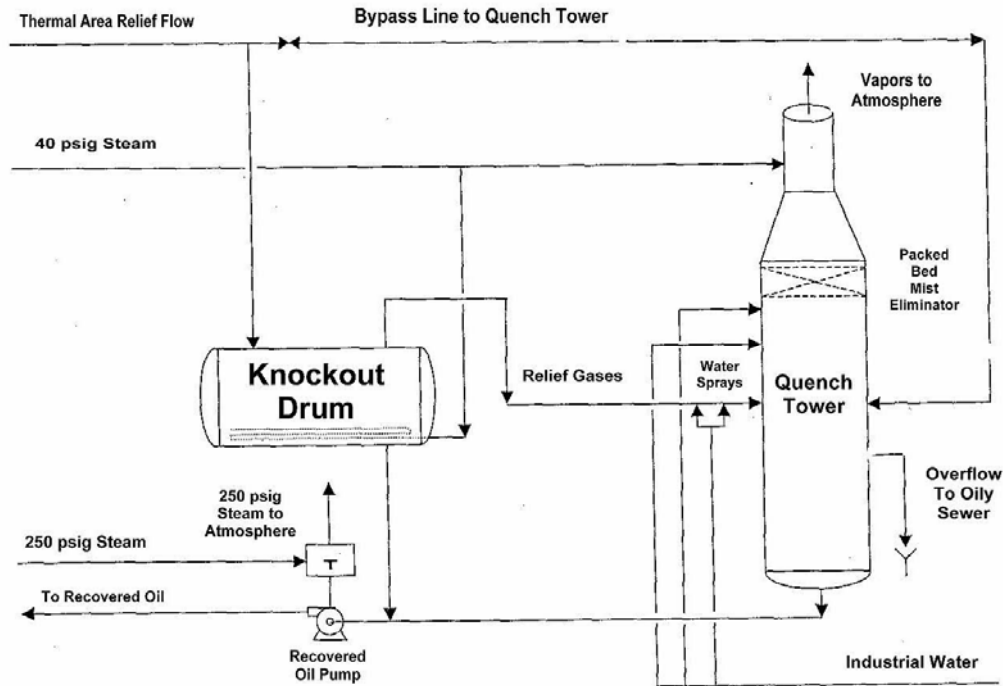 Thermal Area Relief Flow
Bypass Line to Quench Tower
Vapors to
Atmosphere
40 psig Steam
Packed
Bed
Mist
Eliminator
Knockout
Drum
Relief Gases
Water
Sprays
Quench
Tower
250 psig
Steam to
Atmosphere
Overflow
To Oily
Sewer
250 psig Steam
T
To Recovered Oil
Recovered
Oil Pump
Industrial Water